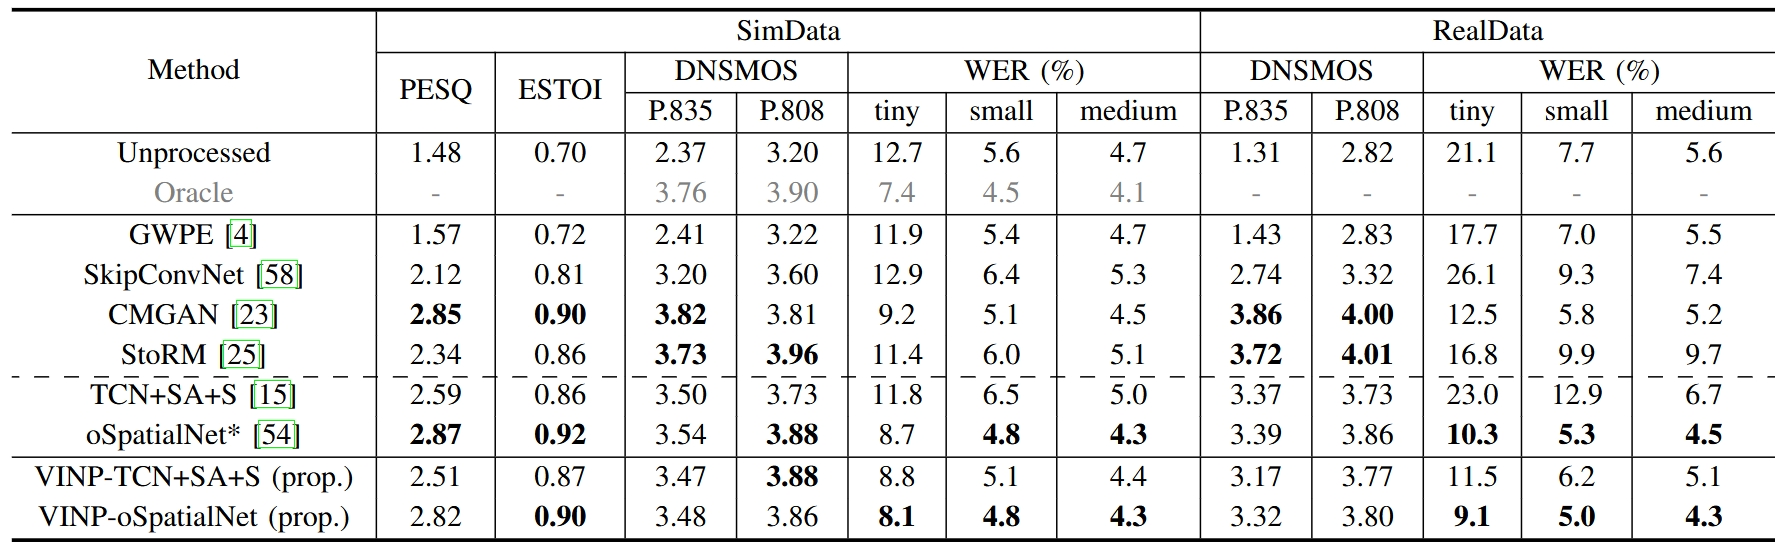 Method SimData RealData
PESQ ESTOI DNSMOS WER (%) DNSMOS WER (%)
P.835 P.808 tiny small medium P.835 P.808 tiny small medium
Unprocessed 1.48 0.70 2.37 3.20 12.7 5.6 4.7 1.31 2.82 21.1 7.7 5.6
Oracle - - 3.76 3.90 7.4 4.5 4.1 - - - - -
GWPE [4] 1.57 0.72 2.41 3.22 11.9 5.4 4.7 1.43 2.83 17.7 7.0 5.5
SkipConvNet [58] 2.12 0.81 3.20 3.60 12.9 6.4 5.3 2.74 3.32 26.1 9.3 7.4
CMGAN [23] 2.85 0.90 3.82 3.81 9.2 5.1 4.5 3.86 4.00 12.5 5.8 5.2
StoRM [25] 2.34 0.86 3.73 3.96 11.4 6.0 5.1 3.72 4.01 16.8 9.9 9.7
TCN+SA+S [15] 2.59 0.86 3.50 3.73 11.8 6.5 5.0 3.37 3.73 23.0 12.9 6.7
oSpatialNet* [54] 2.87 0.92 3.54 3.88 8.7 4.8 4.3 3.39 3.86 10.3 5.3 4.5
VINP-TCN+SA+S (prop.) 2.51 0.87 3.47 3.88 8.8 5.1 4.4 3.17 3.77 11.5 6.2 5.1
VINP-oSpatialNet (prop.) 2.82 0.90 3.48 3.86 8.1 4.8 4.3 3.32 3.80 9.1 5.0 4.3